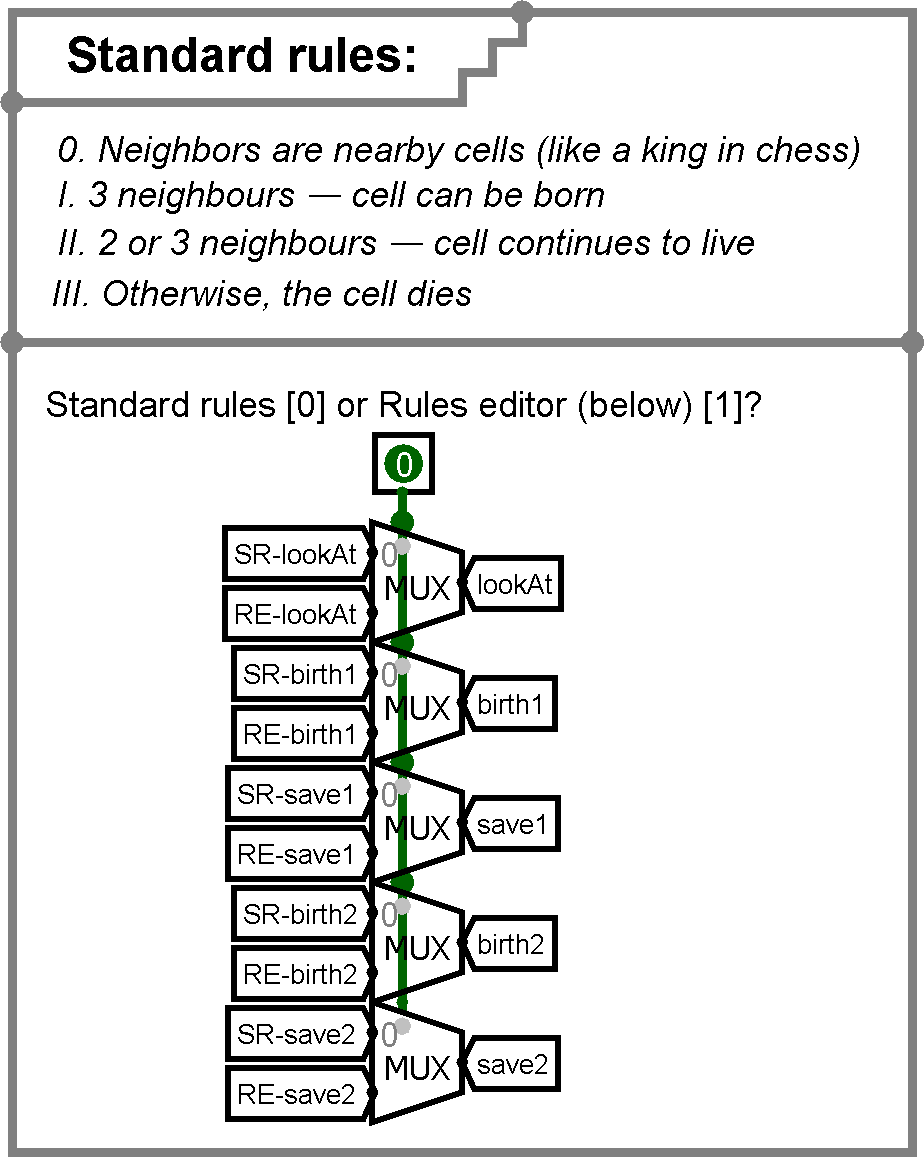 Standard rules:
0. Neighbors are nearby cells (like a king in chess)
I. 3 neighbours — cell can be born
II. 2 or 3 neighbours — cell continues to live
III. Otherwise, the cell dies
Standard rules [0] or Rules editor (below) [1]?
0
SR-lookAt 0
MUX lookAt
RE-lookAt
SR-birth1 0
MUX birth1
RE-birth1
SR-save1 0
MUX save1
RE-save1
SR-birth2 0
MUX birth2
RE-birth2
SR-save2 0
MUX save2
RE-save2